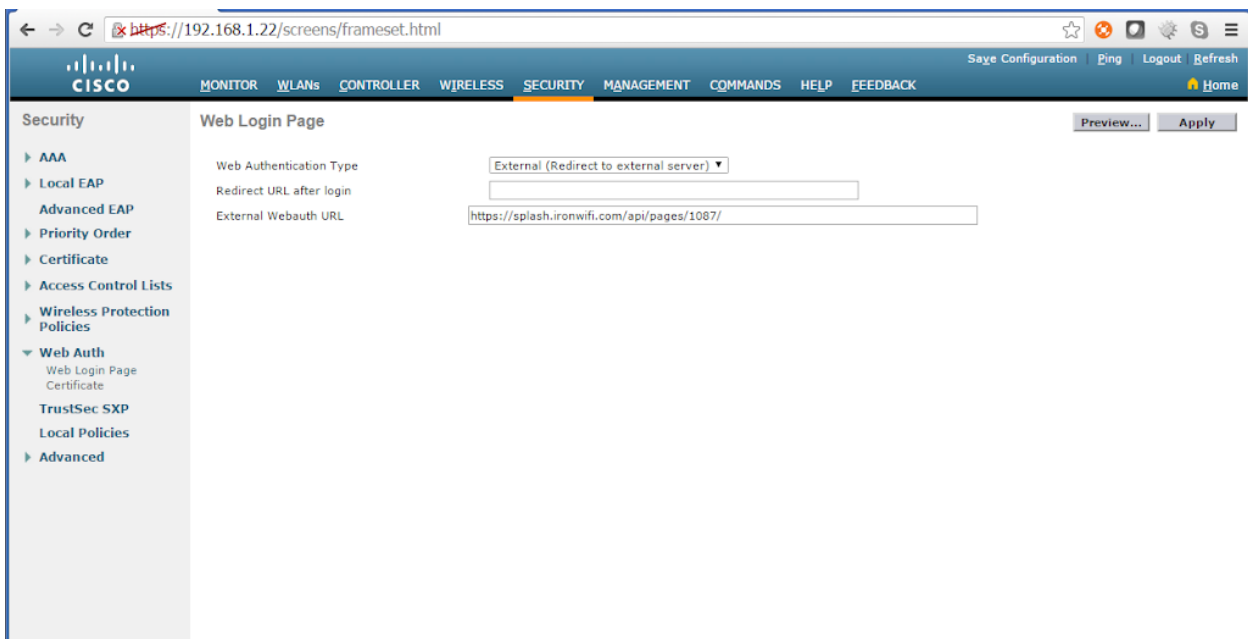 https://192.168.1.22/screens/frameset.html
Save Configuration | Ping | Logout | Refresh
CISCO
MONITOR WLANs CONTROLLER WIRELESS SECURITY MANAGEMENT COMMANDS HELP FEEDBACK
Home
Security
AAA
Local EAP
Advanced EAP
Priority Order
Certificate
Access Control Lists
Wireless Protection
Policies
Web Auth
Web Login Page
Certificate
TrustSec SXP
Local Policies
Advanced
Web Login Page
Preview... Apply
Web Authentication Type External (Redirect to external server)
Redirect URL after login
External Webauth URL https://splash.ironwifi.com/api/pages/1087/